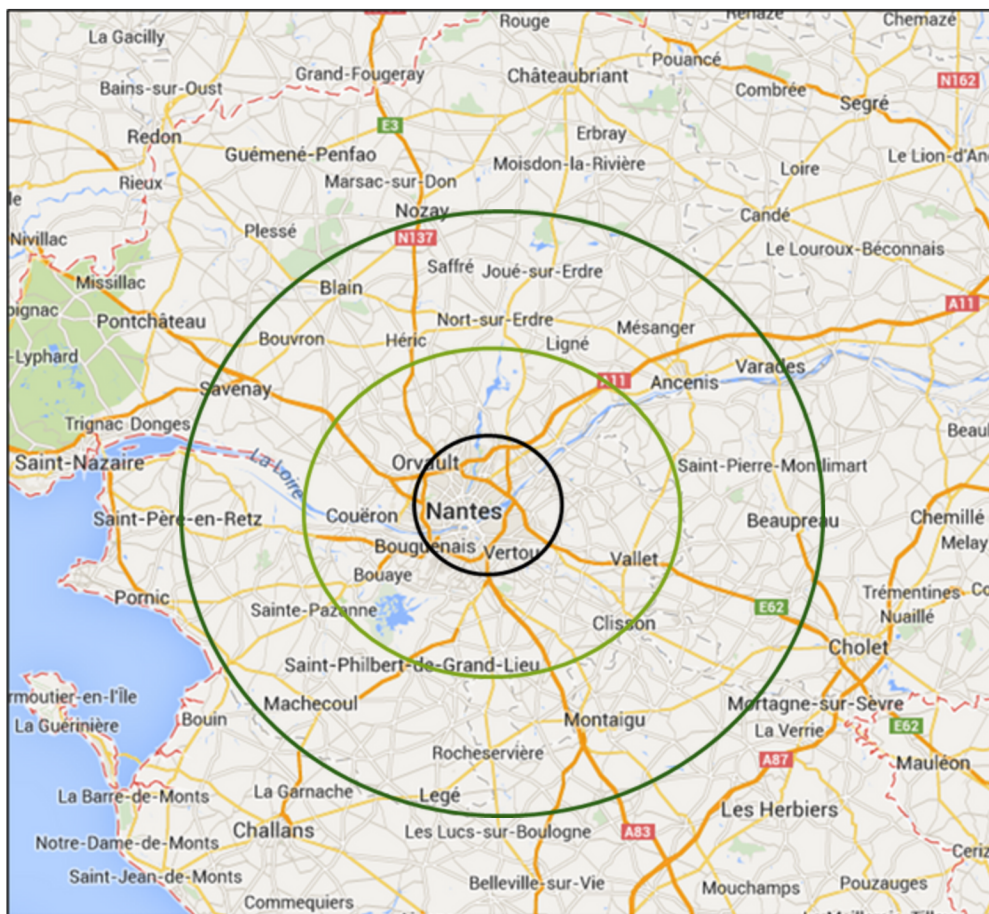 Rouge
Renazé
Chemazé
La Gacilly
Pouancé
Grand-Fougeray
Châteaubriant
N162
Bains-sur-Oust
Combrée
Segré
E3
Redon
Erbray
Guémené-Penfao
Moisdon-la-Rivière
Le Lion-d'An
Loire
Rieux
Marsac-sur-Don
Nozay
Candé
Nivillac
Plessé
N137
Le Louroux-Béconnais
Saffré
Joué-sur-Erdre
Missillac
Blain
A11
Pontchâteau
Nort-sur-Erdre
Mésanger
Bouvron
Héric
Ligné
-Lyphard
Varades
Savenay
A11
Ancenis
Trignac
Donges
Beaul
Saint-Nazaire
La Loire
Orvault
Saint-Pierre-Montlimart
Nantes
Saint-Père-en-Retz
Couëron
Beaupreau
Chemillé
Bouguenais
Vertou
Melay
Vallet
Bouaye
Pornic
Trémentines
Co
Sainte-Pazanne
E62
Nuaillé
Clisson
Cholet
Saint-Philbert-de-Grand-Lieu
rmoutier-en-l'Île
Machecoul
Mortagne-sur-Sèvre
La Guérinière
Bouin
Montaigu
La Verrie
E62
Rocheservière
A87
Mauléon
La Barre-de-Monts
La Garnache
Legé
Les Herbiers
Challans
Les Lucs-sur-Boulogne
A83
Notre-Dame-de-Monts
Ceriz
Saint-Jean-de-Monts
Belleville-sur-Vie
Mouchamps
Pouzauges
Commequiers